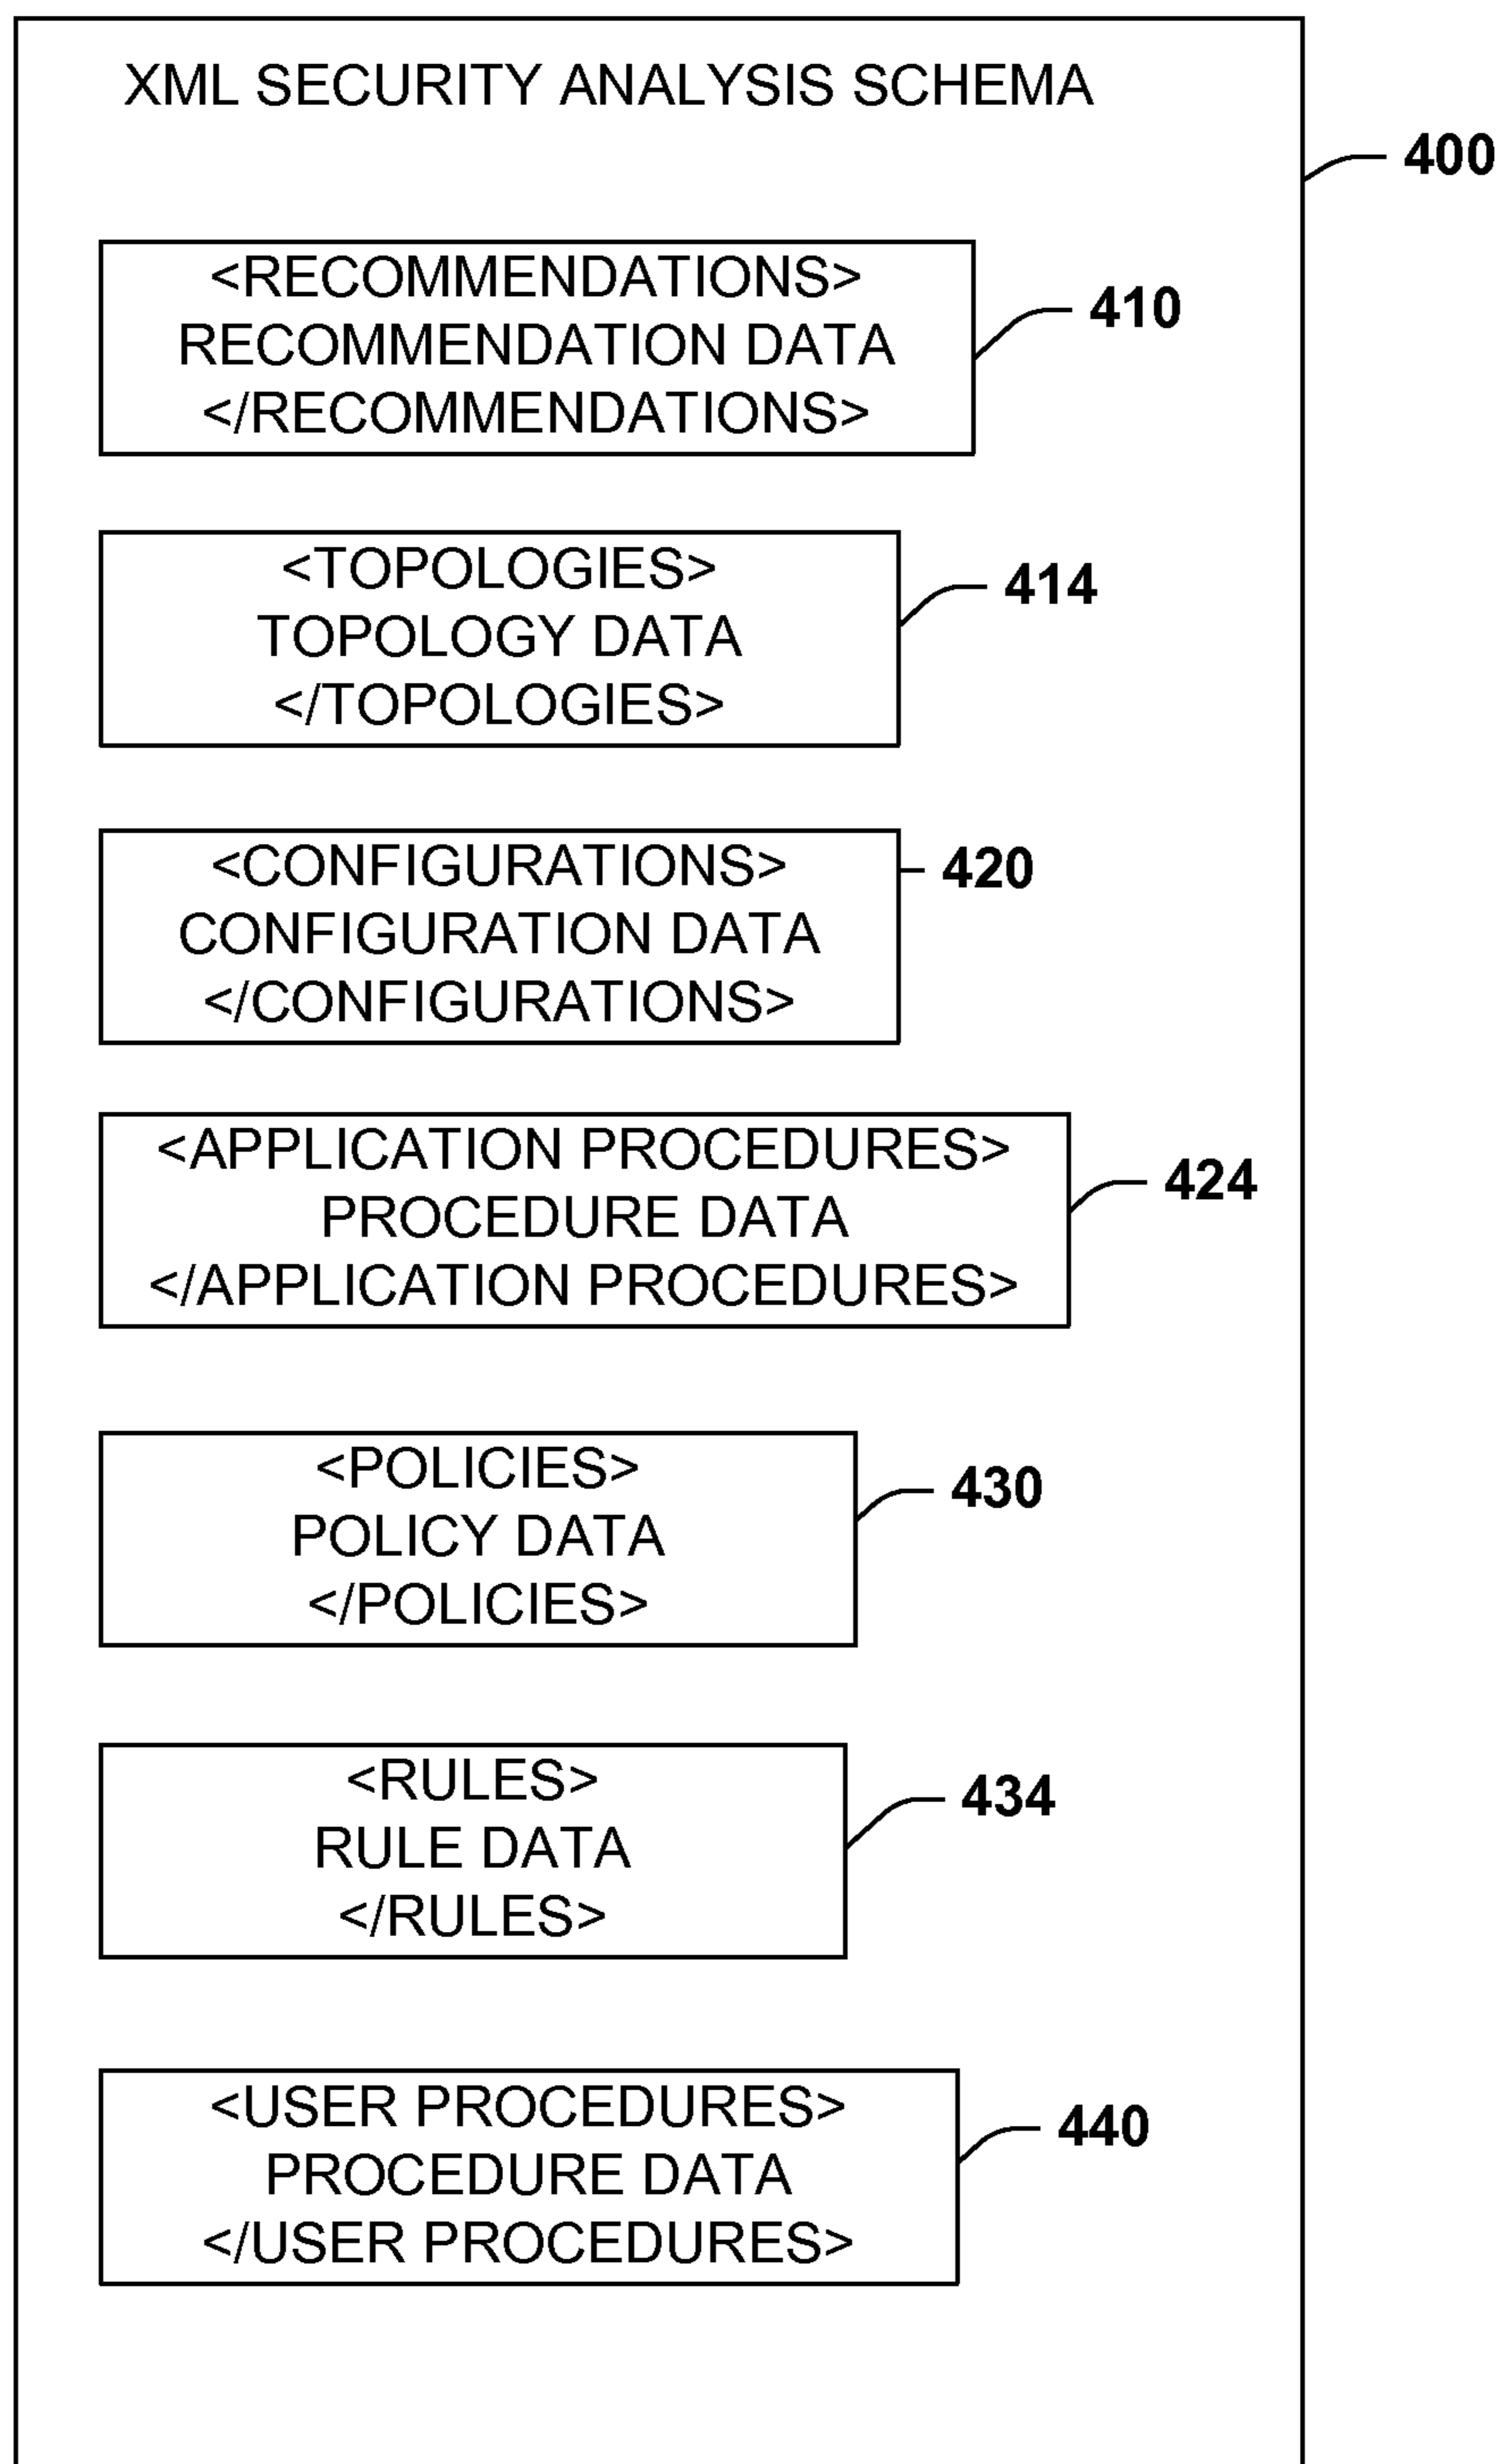 XML SECURITY ANALYSIS SCHEMA
400
<RECOMMENDATIONS>
RECOMMENDATION DATA
</RECOMMENDATIONS>
410
<TOPOLOGIES>
TOPOLOGY DATA
</TOPOLOGIES>
414
<CONFIGURATIONS>
CONFIGURATION DATA
</CONFIGURATIONS>
420
<APPLICATION PROCEDURES>
PROCEDURE DATA
</APPLICATION PROCEDURES>
424
<POLICIES>
POLICY DATA
</POLICIES>
430
<RULES>
RULE DATA
</RULES>
434
<USER PROCEDURES>
PROCEDURE DATA
</USER PROCEDURES>
440